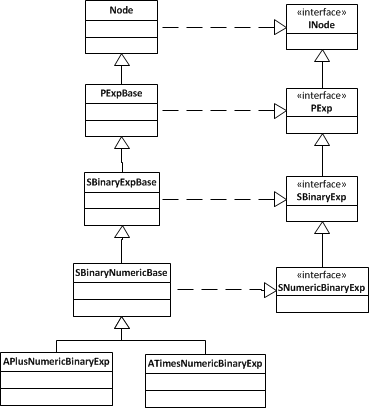 Node
«interface»
INode
PExpBase
«interface»
PExp
SBinaryExpBase
«interface»
SBinaryExp
SBinaryNumericBase
«interface»
SNumericBinaryExp
APlusNumericBinaryExp
ATimesNumericBinaryExp